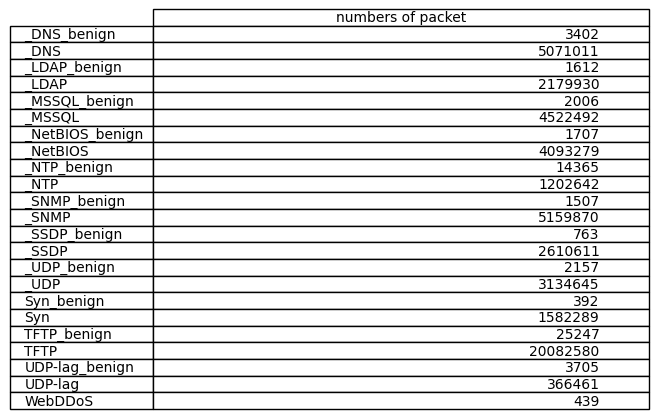 numbers of packet
_DNS_benign 3402
_DNS 5071011
_LDAP_benign 1612
_LDAP 2179930
_MSSQL_benign 2006
_MSSQL 4522492
_NetBIOS_benign 1707
_NetBIOS 4093279
_NTP_benign 14365
_NTP 1202642
_SNMP_benign 1507
_SNMP 5159870
_SSDP_benign 763
_SSDP 2610611
_UDP_benign 2157
_UDP 3134645
Syn_benign 392
Syn 1582289
TFTP_benign 25247
TFTP 20082580
UDP-lag_benign 3705
UDP-lag 366461
WebDDoS 439